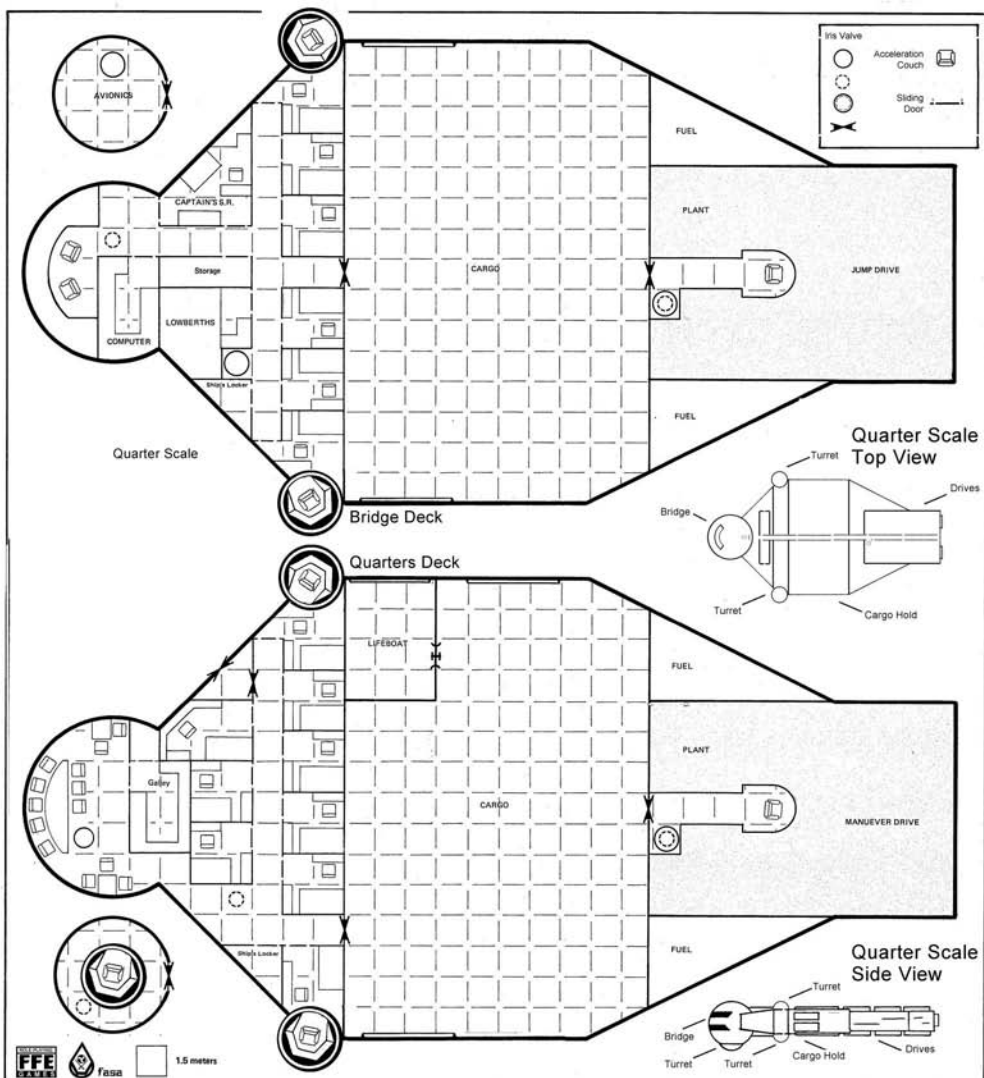 Iris Valve
Acceleration
Couch
Sliding
Door
AVIONICS
FUEL
CAPTAIN'S S.R.
PLANT
Storage
CARGO
JUMP DRIVE
LOWBERTHS
COMPUTER
Ship's Locker
FUEL
Quarter Scale
Bridge Deck
Quarter Scale
Top View
Turret
Drives
Bridge
Turret
Cargo Hold
Quarters Deck
LIFEBOAT
FUEL
PLANT
Galley
CARGO
MANUEVER DRIVE
Ship's Locker
FUEL
Quarter Scale
Side View
Turret
Bridge
Turret
Turret
Cargo Hold
Drives
FFE
GAMES
fasa
1.5 meters